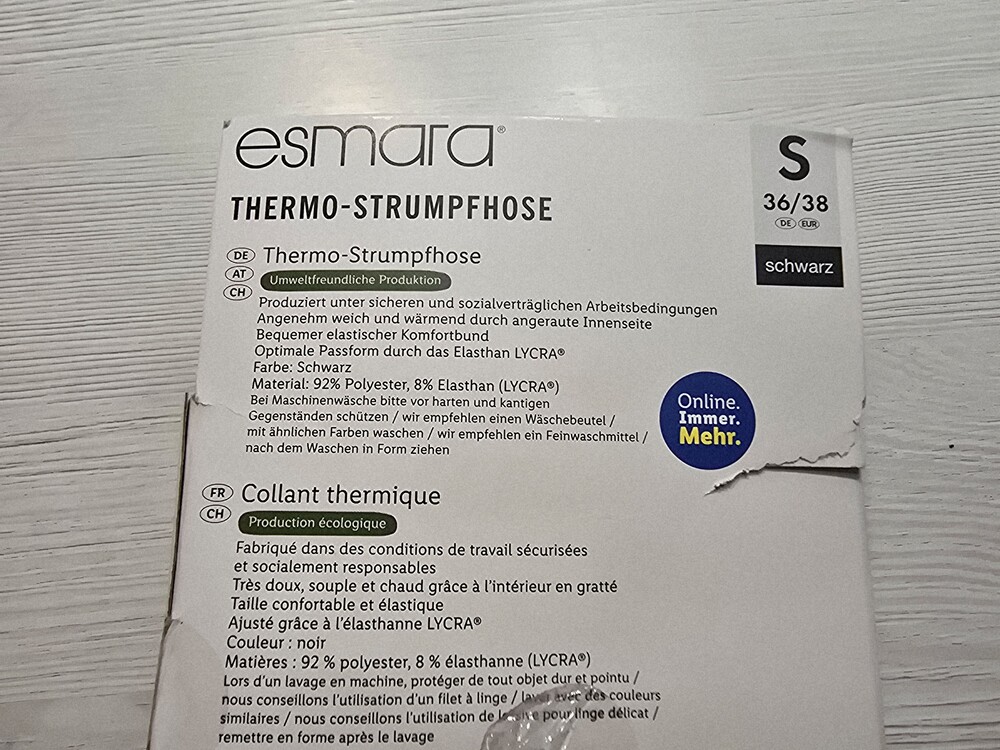 esmara®
S
36/38
DE EUR
schwarz
THERMO-STRUMPFHOSE
DE Thermo-Strumpfhose
AT Umweltfreundliche Produktion
CH
Produziert unter sicheren und sozialverträglichen Arbeitsbedingungen
Angenehm weich und wärmend durch angeraute Innenseite
Bequemer elastischer Komfortbund
Optimale Passform durch das Elasthan LYCRA®
Farbe: Schwarz
Material: 92% Polyester, 8% Elasthan (LYCRA®)
Bei Maschinenwäsche bitte vor harten und kantigen
Gegenständen schützen / wir empfehlen einen Wäschebeutel /
mit ähnlichen Farben waschen / wir empfehlen ein Feinwaschmittel /
nach dem Waschen in Form ziehen
Online.
Immer.
Mehr.
FR Collant thermique
CH Production écologique
Fabriqué dans des conditions de travail sécurisées
et socialement responsables
Très doux, souple et chaud grâce à l'intérieur en gratté
Taille confortable et élastique
Ajusté grâce à l'élasthanne LYCRA®
Couleur : noir
Matières : 92 % polyester, 8 % élasthanne (LYCRA®)
Lors d'un lavage en machine, protéger de tout objet dur et pointu /
nous conseillons l'utilisation d'un filet à linge / laver avec des couleurs
similaires / nous conseillons l'utilisation de pour linge délicat /
remettre en forme après le lavage